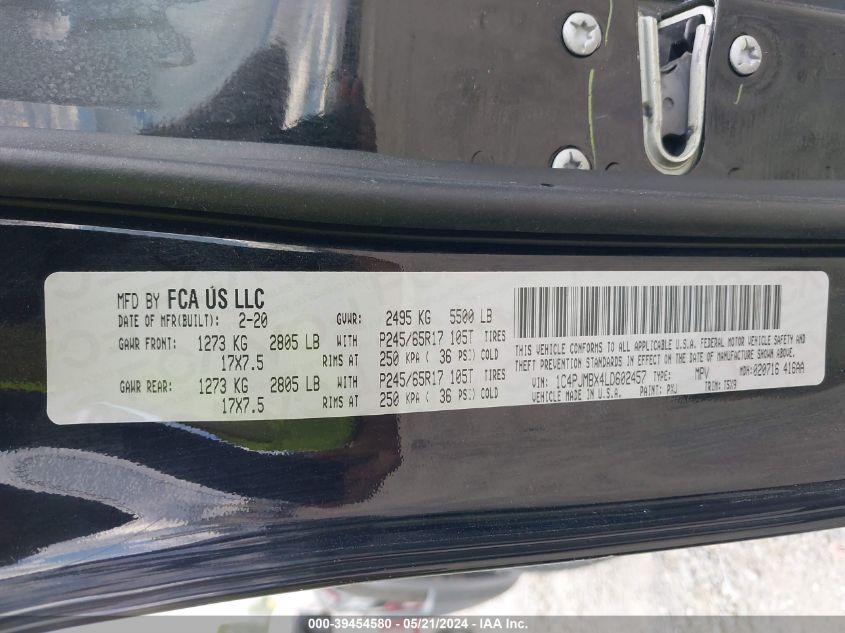 MFD BY FCA US LLC
DATE OF MFR(BUILT): 2-20 GVWR: 2495 KG 5500 LB
GAWR FRONT: 1273 KG 2805 LB WITH P245/65R17 105T TIRES
17X7.5 RIMS AT 250 KPA ( 36 PSI) COLD
GAWR REAR: 1273 KG 2805 LB WITH P245/65R17 105T TIRES
17X7.5 RIMS AT 250 KPA ( 36 PSI) COLD
THIS VEHICLE CONFORMS TO ALL APPLICABLE U.S.A. FEDERAL MOTOR VEHICLE SAFETY AND
THEFT PREVENTION STANDARDS IN EFFECT ON THE DATE OF MANUFACTURE SHOWN ABOVE.
VIN: 1C4PJMBX4LD602457 TYPE: MPV MDH: 020716 416AA
VEHICLE MADE IN U.S.A. PAINT: PXJ TRIM: T5X9
000-39454580 - 05/21/2024 - IAA Inc.